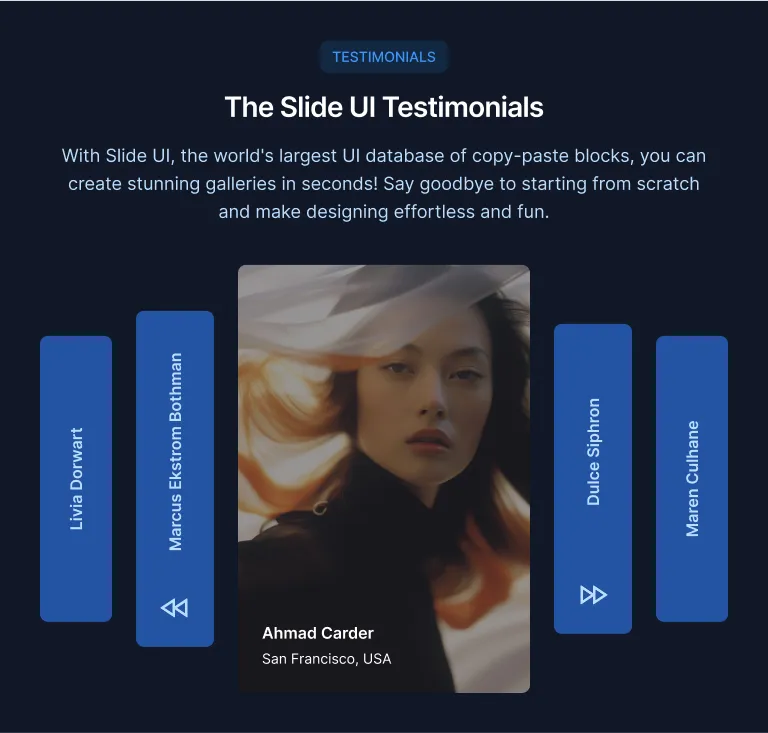 TESTIMONIALS
The Slide UI Testimonials
With Slide UI, the world's largest UI database of copy-paste blocks, you can
create stunning galleries in seconds! Say goodbye to starting from scratch
and make designing effortless and fun.
Livia Dorwart
Marcus Ekstrom Bothman
Ahmad Carder
San Francisco, USA
Dulce Siphron
Maren Culhane